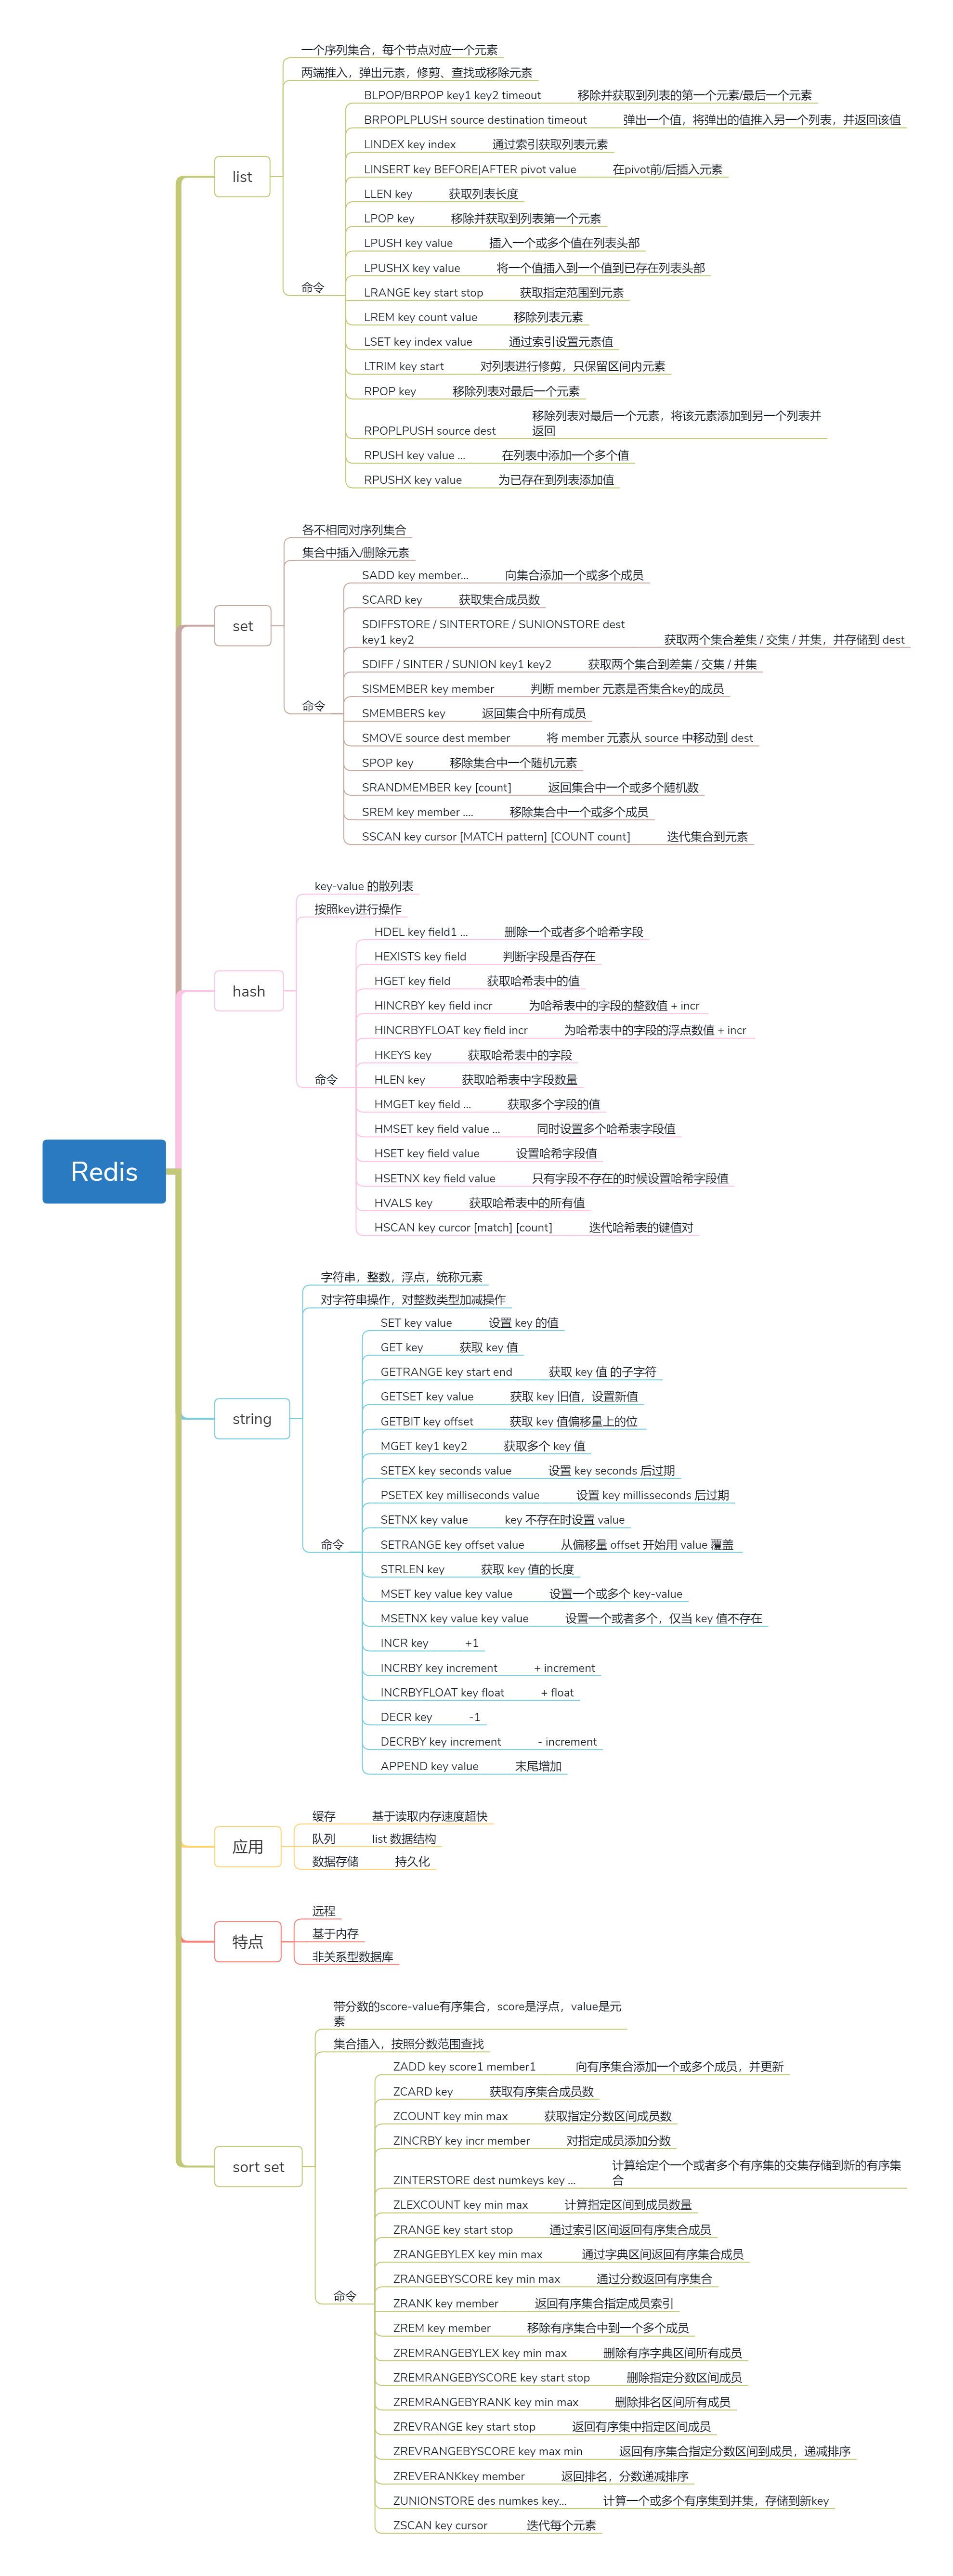 Redis
list
一个序列集合，每个节点对应一个元素
两端推入，弹出元素，修剪、查找或移除元素
命令
BLPOP/BRPOP key1 key2 timeout 移除并获取到列表的第一个元素/最后一个元素
BRPOPLPLUSH source destination timeout 弹出一个值，将弹出的值推入另一个列表，并返回该值
LINDEX key index 通过索引获取列表元素
LINSERT key BEFORE|AFTER pivot value 在pivot前/后插入元素
LLEN key 获取列表长度
LPOP key 移除并获取到列表第一个元素
LPUSH key value 插入一个或多个值在列表头部
LPUSHX key value 将一个值插入到一个值到已存在列表头部
LRANGE key start stop 获取指定范围到元素
LREM key count value 移除列表元素
LSET key index value 通过索引设置元素值
LTRIM key start 对列表进行修剪，只保留区间内元素
RPOP key 移除列表对最后一个元素
RPOPLPUSH source dest 移除列表对最后一个元素，将该元素添加到另一个列表并
返回
RPUSH key value ... 在列表中添加一个多个值
RPUSHX key value 为已存在到列表添加值
set
各不相同对序列集合
集合中插入/删除元素
命令
SADD key member... 向集合添加一个或多个成员
SCARD key 获取集合成员数
SDIFFSTORE / SINTERTORE / SUNIONSTORE dest
key1 key2 获取两个集合差集 / 交集 / 并集，并存储到 dest
SDIFF / SINTER / SUNION key1 key2 获取两个集合到差集 / 交集 / 并集
SISMEMBER key member 判断 member 元素是否集合key的成员
SMEMBERS key 返回集合中所有成员
SMOVE source dest member 将 member 元素从 source 中移动到 dest
SPOP key 移除集合中一个随机元素
SRANDMEMBER key [count] 返回集合中一个或多个随机数
SREM key member .... 移除集合中一个或多个成员
SSCAN key cursor [MATCH pattern] [COUNT count] 迭代集合到元素
hash
key-value 的散列表
按照key进行操作
命令
HDEL key field1 ... 删除一个或者多个哈希字段
HEXISTS key field 判断字段是否存在
HGET key field 获取哈希表中的值
HINCRBY key field incr 为哈希表中的字段的整数值 + incr
HINCRBYFLOAT key field incr 为哈希表中的字段的浮点数值 + incr
HKEYS key 获取哈希表中的字段
HLEN key 获取哈希表中字段数量
HMGET key field ... 获取多个字段的值
HMSET key field value ... 同时设置多个哈希表字段值
HSET key field value 设置哈希字段值
HSETNX key field value 只有字段不存在的时候设置哈希字段值
HVALS key 获取哈希表中的所有值
HSCAN key curcor [match] [count] 迭代哈希表的键值对
string
字符串，整数，浮点，统称元素
对字符串操作，对整数类型加减操作
命令
SET key value 设置 key 的值
GET key 获取 key 值
GETRANGE key start end 获取 key 值 的子字符
GETSET key value 获取 key 旧值，设置新值
GETBIT key offset 获取 key 值偏移量上的位
MGET key1 key2 获取多个 key 值
SETEX key seconds value 设置 key seconds 后过期
PSETEX key milliseconds value 设置 key millisseconds 后过期
SETNX key value key 不存在时设置 value
SETRANGE key offset value 从偏移量 offset 开始用 value 覆盖
STRLEN key 获取 key 值的长度
MSET key value key value 设置一个或多个 key-value
MSETNX key value key value 设置一个或者多个，仅当 key 值不存在
INCR key +1
INCRBY key increment + increment
INCRBYFLOAT key float + float
DECR key -1
DECRBY key increment - increment
APPEND key value 末尾增加
应用
缓存 基于读取内存速度超快
队列 list 数据结构
数据存储 持久化
特点
远程
基于内存
非关系型数据库
sort set
带分数的score-value有序集合，score是浮点，value是元
素
集合插入，按照分数范围查找
命令
ZADD key score1 member1 向有序集合添加一个或多个成员，并更新
ZCARD key 获取有序集合成员数
ZCOUNT key min max 获取指定分数区间成员数
ZINCRBY key incr member 对指定成员添加分数
ZINTERSTORE dest numkeys key ... 计算给定个一个或者多个有序集的交集存储到新的有序集
合
ZLEXCOUNT key min max 计算指定区间到成员数量
ZRANGE key start stop 通过索引区间返回有序集合成员
ZRANGEBYLEX key min max 通过字典区间返回有序集合成员
ZRANGEBYSCORE key min max 通过分数返回有序集合
ZRANK key member 返回有序集合指定成员索引
ZREM key member 移除有序集合中到一个多个成员
ZREMRANGEBYLEX key min max 删除有序字典区间所有成员
ZREMRANGEBYSCORE key start stop 删除指定分数区间成员
ZREMRANGEBYRANK key min max 删除排名区间所有成员
ZREVRANGE key start stop 返回有序集中指定区间成员
ZREVRANGEBYSCORE key max min 返回有序集合指定分数区间到成员，递减排序
ZREVERANKkey member 返回排名，分数递减排序
ZUNIONSTORE des numkes key... 计算一个或多个有序集到并集，存储到新key
ZSCAN key cursor 迭代每个元素